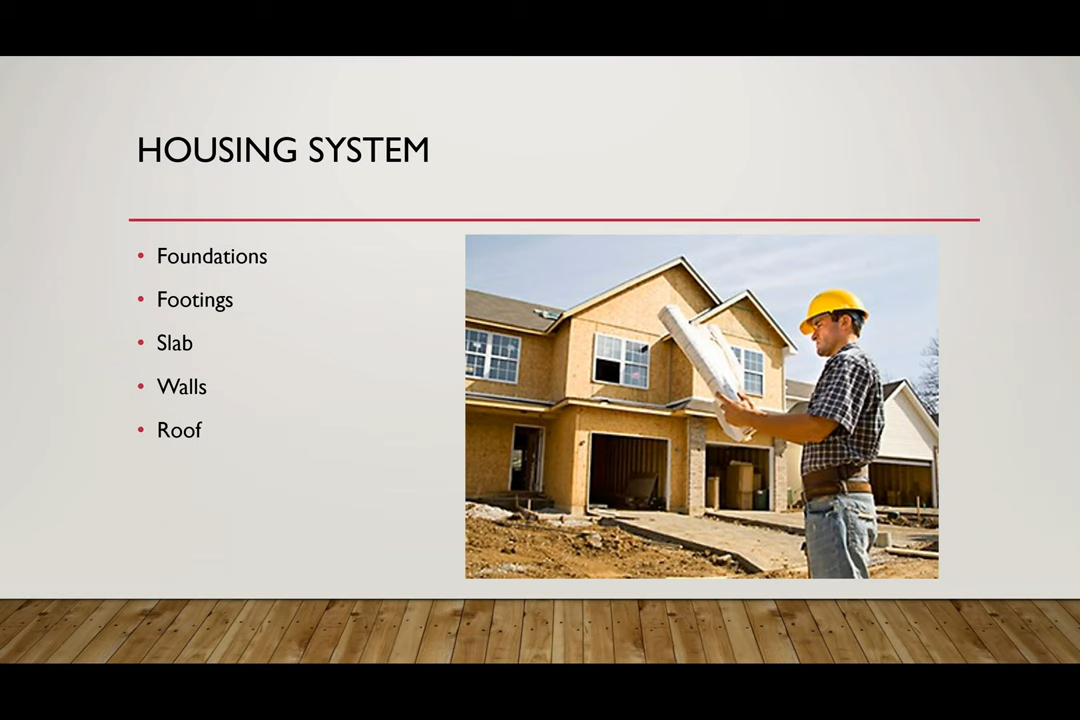 HOUSING SYSTEM
• Foundations
• Footings
• Slab
• Walls
• Roof